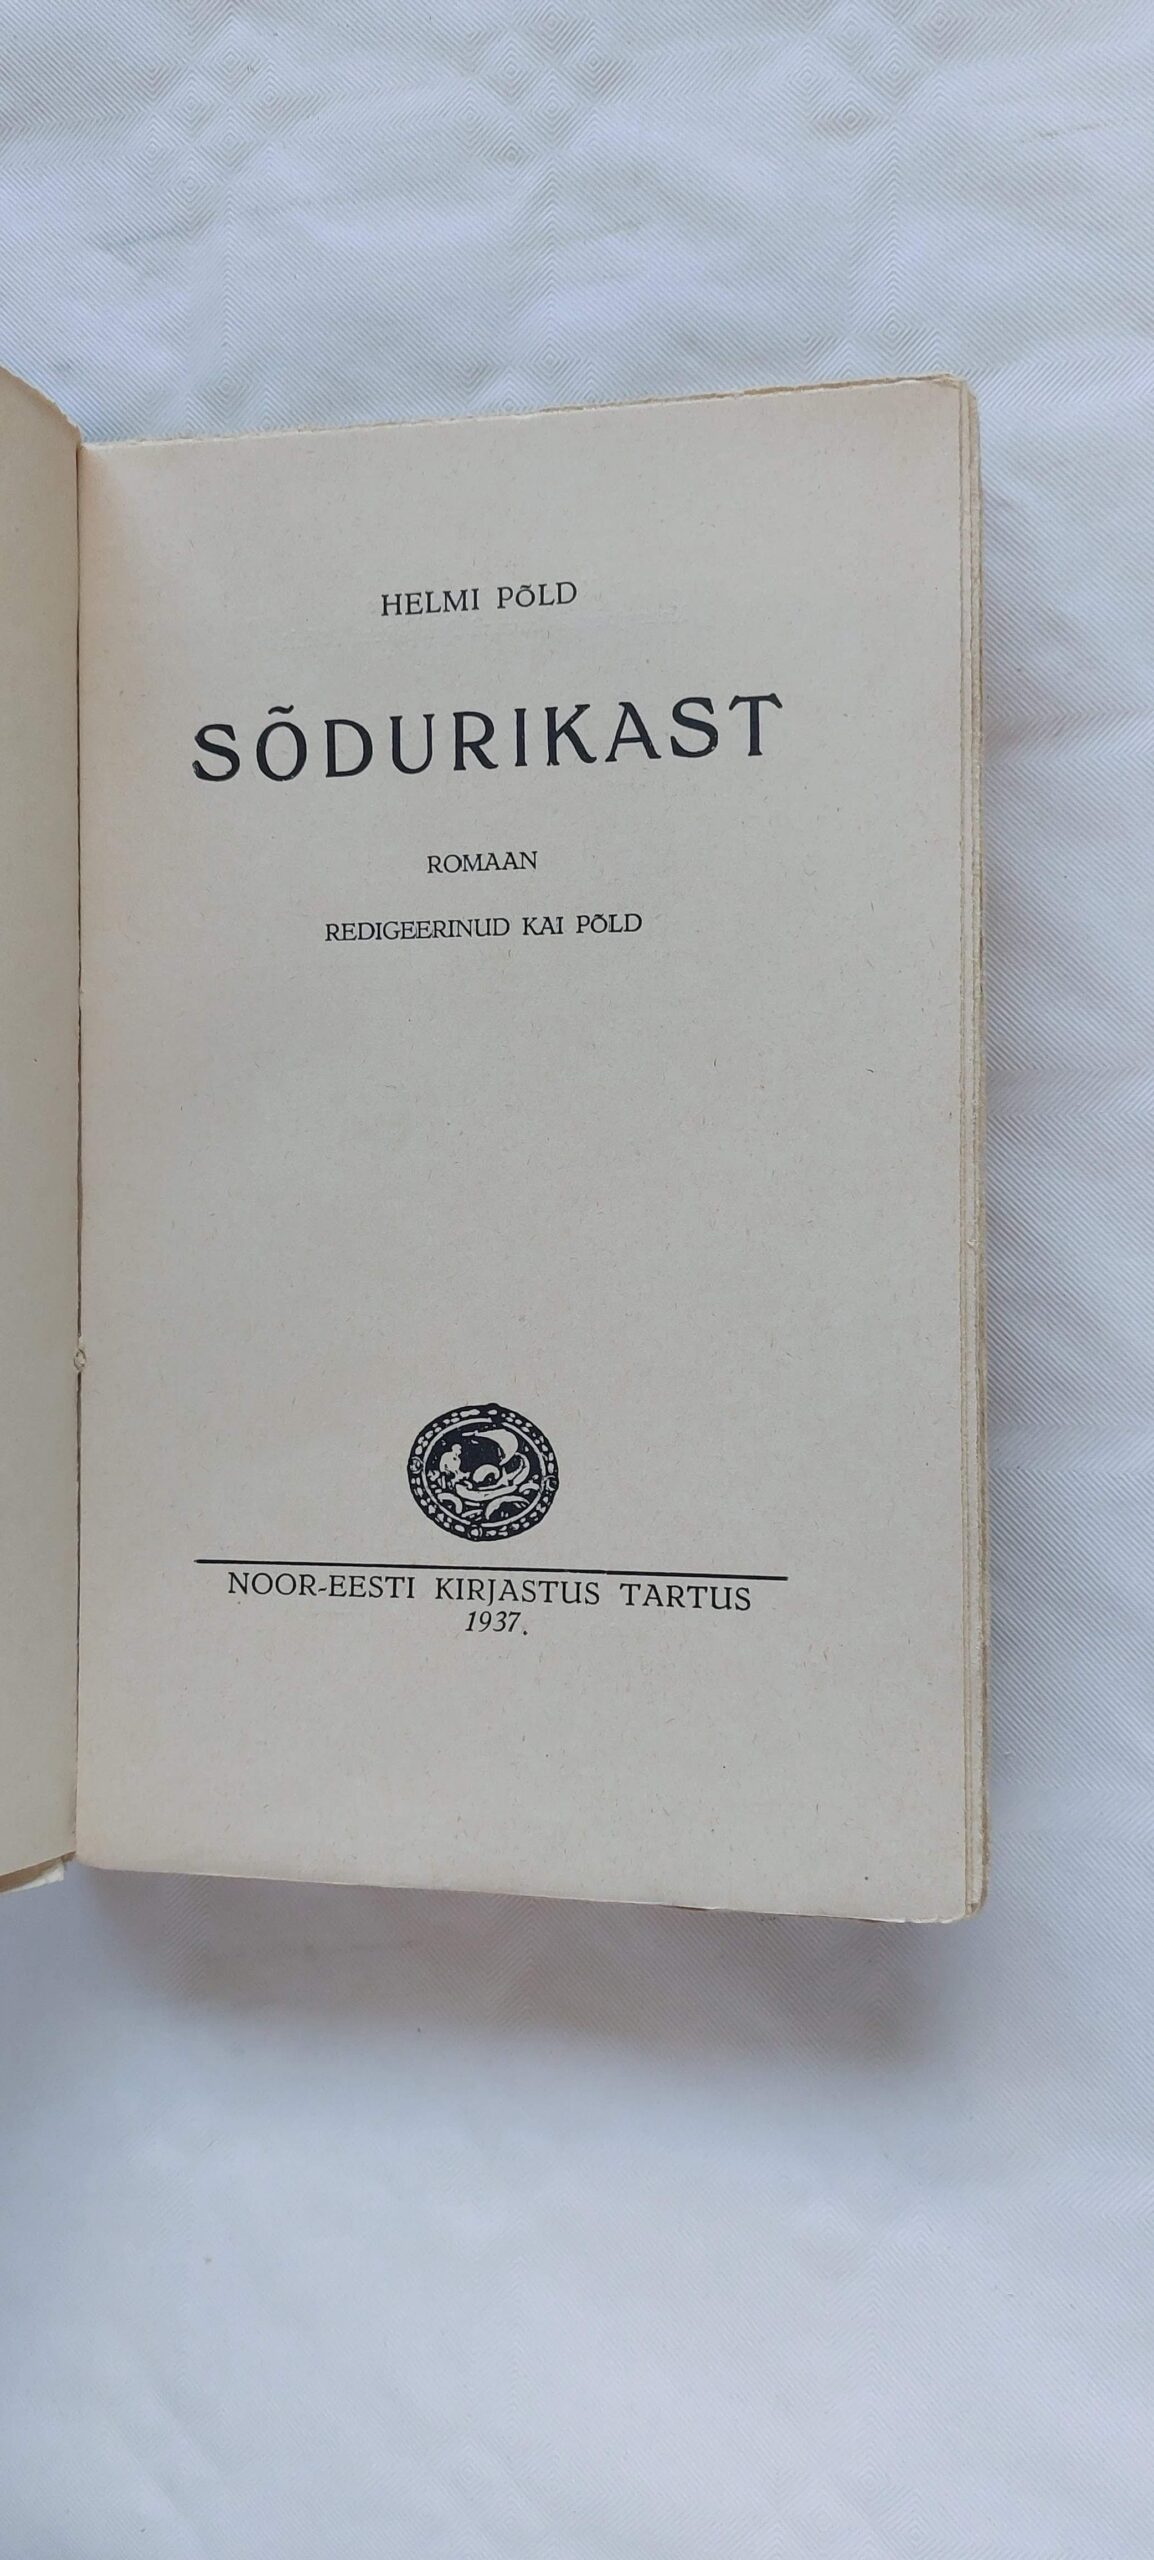 HELMI PÕLD
SÕDURIKAST
ROMAAN
REDIGEERINUD KAI PÕLD
NOOR-EESTI KIRJASTUS TARTUS
1937.